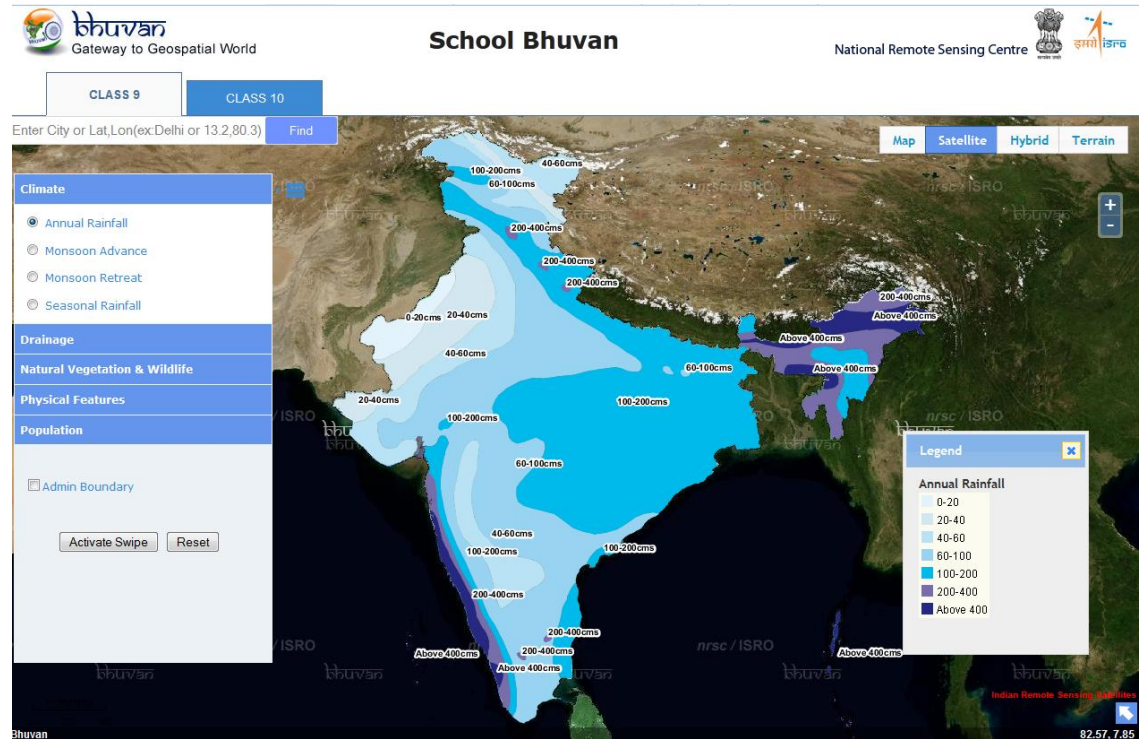 bhuvan
Gateway to Geospatial World
School Bhuvan
National Remote Sensing Centre
इसरो isro
CLASS 9
CLASS 10
Enter City or Lat,Lon(ex:Delhi or 13.2,80.3)
Find
Map
Satellite
Hybrid
Terrain
Climate
Annual Rainfall
Monsoon Advance
Monsoon Retreat
Seasonal Rainfall
Drainage
Natural Vegetation & Wildlife
Physical Features
Population
Admin Boundary
Activate Swipe
Reset
+
-
40-60cms
100-200cms
60-100cms
200-400cms
200-400cms
200-400cms
200-400cms
Above 400cms
0-20cms
20-40cms
Above 400cms
40-60cms
60-100cms
Above 400cms
20-40cms
100-200cms
100-200cms
60-100cms
40-60cms
100-200cms
100-200cms
200-400cms
200-400cms
200-400cms
Above 400cms
Above 400cms
Above 400cms
nrsc / ISRO
nrsc / ISRO
bhuvan
bhuvan
bhuvan
bhuvan
Legend
Annual Rainfall
0-20
20-40
40-60
60-100
100-200
200-400
Above 400
Indian Remote Sensing Satellites
Bhuvan
82.57, 7.85